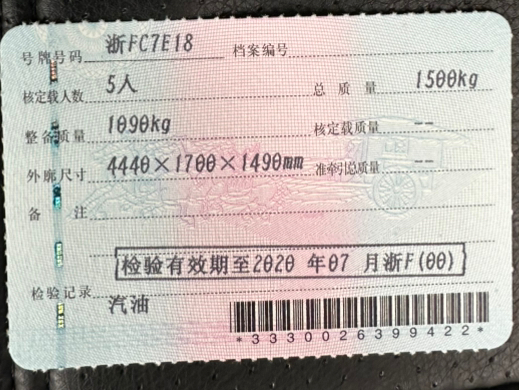 号牌号码 浙FC7E18 档案编号
核定载人数 5人 总质量 1500kg
整备质量 1090kg 核定载质量 --
外廓尺寸 4440×1700×1490mm 准牵引总质量 --
备注
检验有效期至2020 年07 月浙F(00)
检验记录
汽油
*3330026399422*